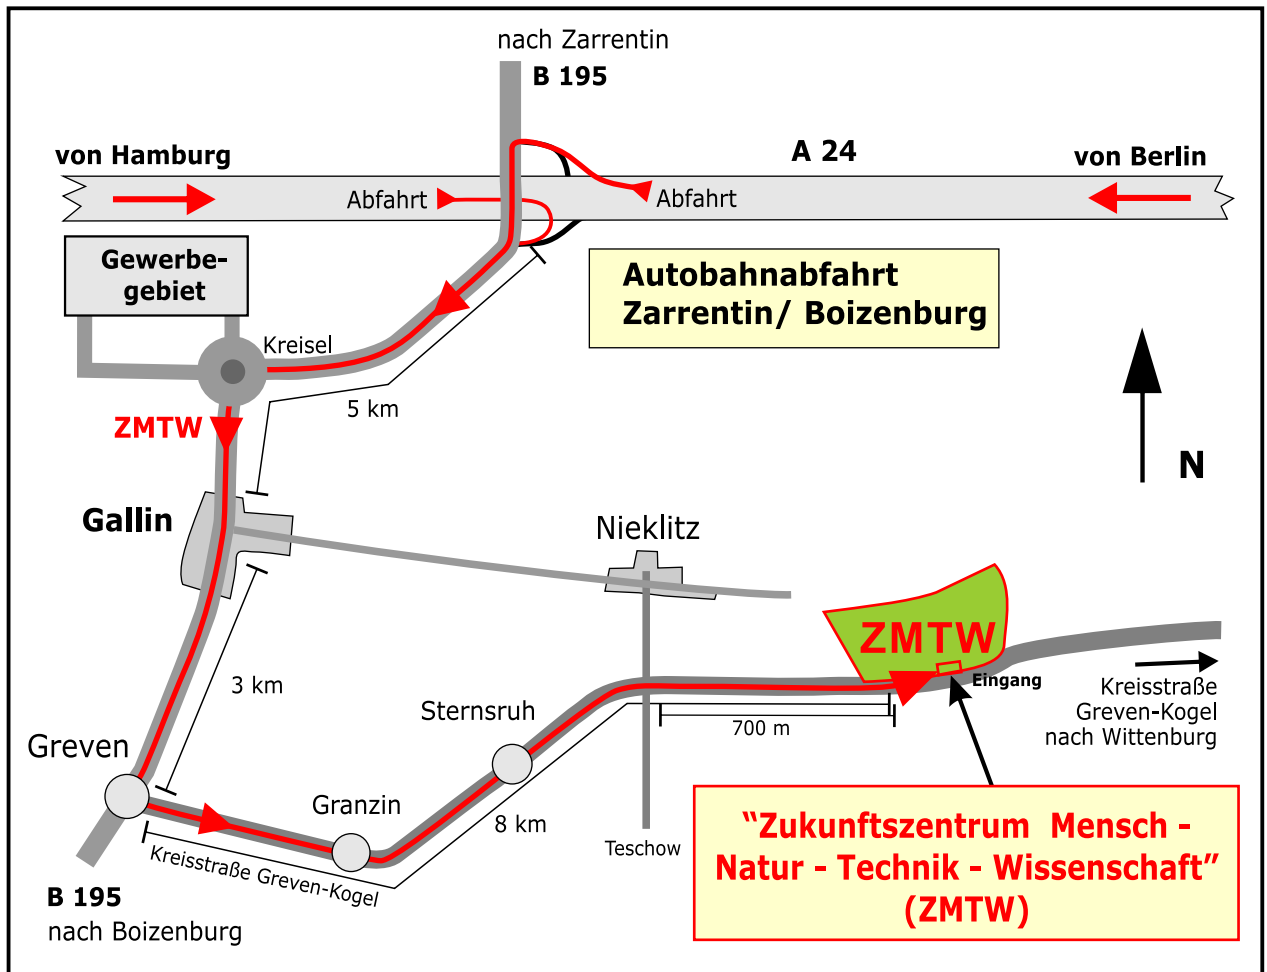 nach Zarrentin
B 195
von Hamburg
A 24
von Berlin
Abfahrt
Abfahrt
Gewerbe-
gebiet
Autobahnabfahrt
Zarrentin/ Boizenburg
Kreisel
5 km
ZMTW
N
Gallin
Nieklitz
ZMTW
3 km
Eingang
Sternsruh
700 m
Kreisstraße
Greven-Kogel
nach Wittenburg
Greven
Granzin
8 km
Teschow
Kreisstraße Greven-Kogel
"Zukunftszentrum Mensch -
Natur - Technik - Wissenschaft"
(ZMTW)
B 195
nach Boizenburg